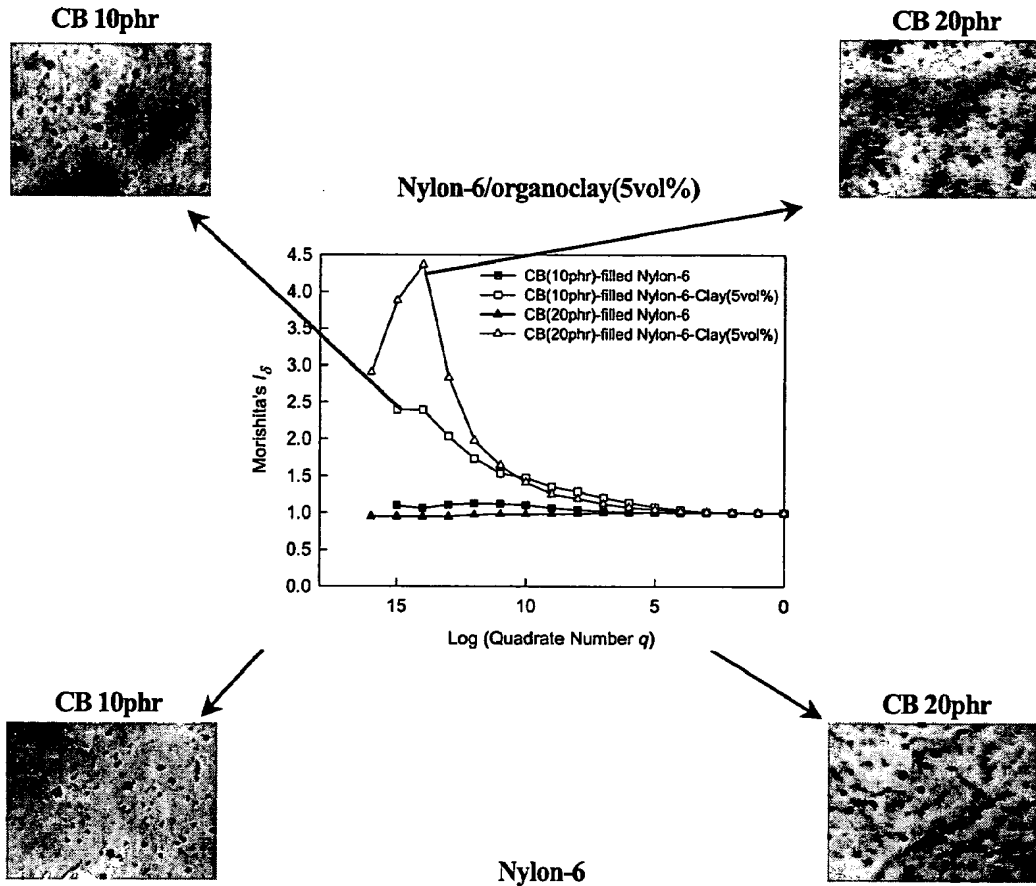 CB 10phr
CB 20phr
Nylon-6/organoclay(5vol%)
4.5
4.0
3.5
3.0
2.5
2.0
1.5
1.0
0.5
0.0
Morishita's Iδ
CB(10phr)-filled Nylon-6
CB(10phr)-filled Nylon-6-Clay(5vol%)
CB(20phr)-filled Nylon-6
CB(20phr)-filled Nylon-6-Clay(5vol%)
15 10 5 0
Log (Quadrate Number q)
CB 10phr
CB 20phr
Nylon-6